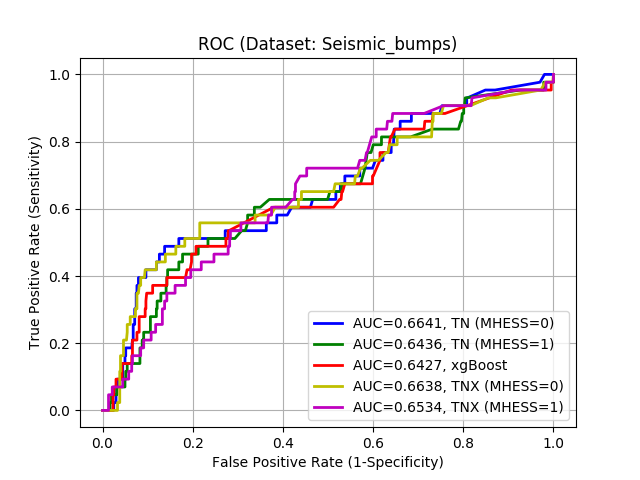 ROC (Dataset: Seismic_bumps)
True Positive Rate (Sensitivity)
1.0
0.8
0.6
0.4
0.2
0.0
AUC=0.6641, TN (MHESS=0)
AUC=0.6436, TN (MHESS=1)
AUC=0.6427, xgBoost
AUC=0.6638, TNX (MHESS=0)
AUC=0.6534, TNX (MHESS=1)
0.0 0.2 0.4 0.6 0.8 1.0
False Positive Rate (1-Specificity)